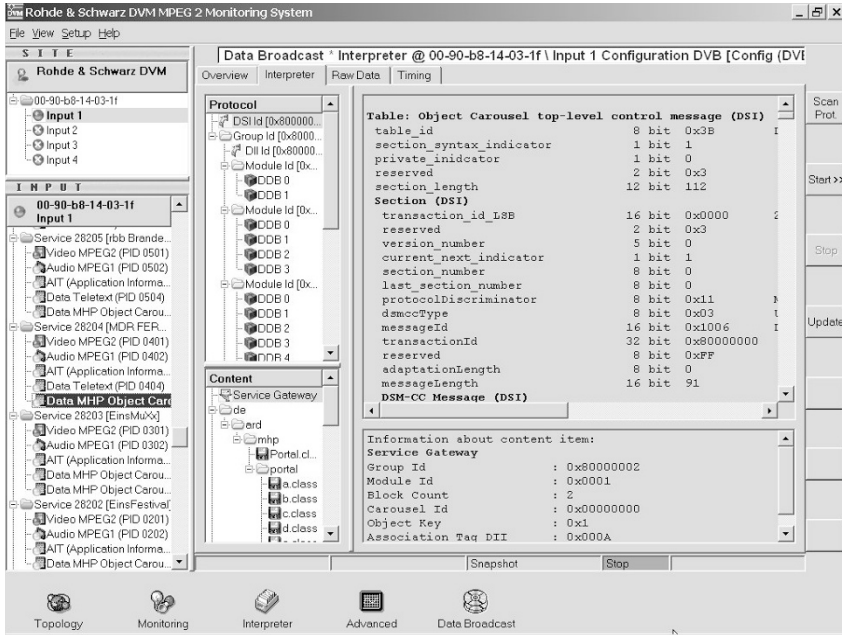 Rohde & Schwarz DVM MPEG 2 Monitoring System
File View Setup Help
SITE
Rohde & Schwarz DVM
00-90-b8-14-03-1f
Input 1
Input 2
Input 3
Input 4
INPUT
00-90-b8-14-03-1f
Input 1
Service 28205 [rbb Brande...
Video MPEG2 (PID 0501)
Audio MPEG1 (PID 0502)
AIT (Application Informa...
Data Teletext (PID 0504)
Data MHP Object Carou...
Service 28204 [MDR FER...
Video MPEG2 (PID 0401)
Audio MPEG1 (PID 0402)
AIT (Application Informa...
Data Teletext (PID 0404)
Data MHP Object Caro
Service 28203 [EinsMuXx]
Video MPEG2 (PID 0301)
Audio MPEG1 (PID 0302)
AIT (Application Informa...
Data MHP Object Carou...
Data MHP Object Carou...
Service 28202 [EinsFestival]
Video MPEG2 (PID 0201)
Audio MPEG1 (PID 0202)
AIT (Application Informa...
Data MHP Object Carou...
Data Broadcast * Interpreter @ 00-90-b8-14-03-1f \ Input 1 Configuration DVB [Config (DVB
Overview Interpreter Raw Data Timing
Protocol
DSI Id [0x800000...
Group Id [0x8000...
DII Id [0x80000...
Module Id [0x...
DDB 0
DDB 1
Module Id [0x...
DDB 0
DDB 1
DDB 2
DDB 3
Module Id [0x...
DDB 0
DDB 1
DDB 2
DDB 3
DDB 4
Content
Service Gateway
de
ard
mhp
Portal.cl...
portal
a.class
b.class
c.class
d.class
Table: Object Carousel top-level control message (DSI)
table_id 8 bit 0x3B
section_syntax_indicator 1 bit 1
private_inidcator 1 bit 0
reserved 2 bit 0x3
section_length 12 bit 112
Section (DSI)
transaction_id_LSB 16 bit 0x0000 2
reserved 2 bit 0x3
version_number 5 bit 0
current_next_indicator 1 bit 1
section_number 8 bit 0
last_section_number 8 bit 0
protocolDiscriminator 8 bit 0x11
dsmccType 8 bit 0x03
messageId 16 bit 0x1006
transactionId 32 bit 0x80000000
reserved 8 bit 0xFF
adaptationLength 8 bit 0
messageLength 16 bit 91
DSM-CC Message (DSI)
Information about content item:
Service Gateway
Group Id : 0x80000002
Module Id : 0x0001
Block Count : 2
Carousel Id : 0x00000000
Object Key : 0x1
Association Tag DII : 0x000A
Snapshot Stop
Scan Prot.
Start >>
Stop
Update
Topology Monitoring Interpreter Advanced Data Broadcast